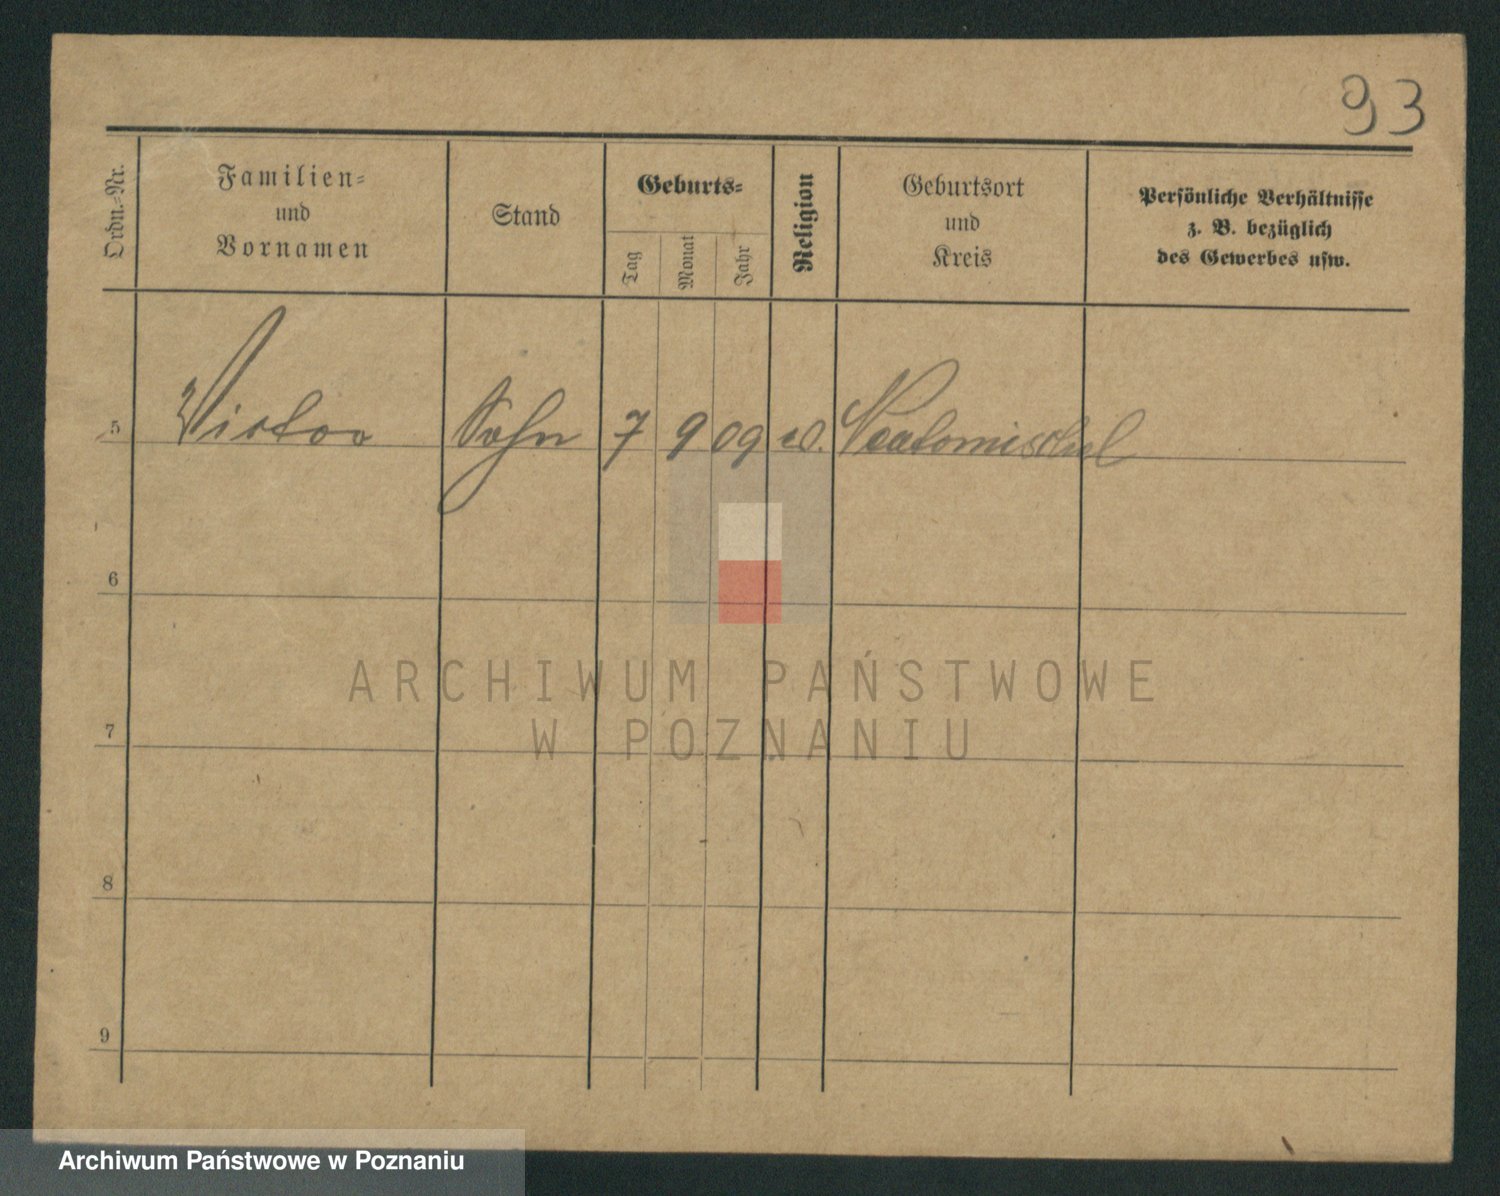 93
Ordn.-Nr.
Familien-
und
Vornamen
Stand
Geburts-
Tag
Monat
Jahr
Religion
Geburtsort
und
Kreis
Persönliche Verhältnisse
z. B. bezüglich
des Gewerbes usw.
5 Victor Sohn 7 9 09 Neutomischel
6
7
8
9
ARCHIWUM PAŃSTWOWE
W POZNANIU
Archiwum Państwowe w Poznaniu